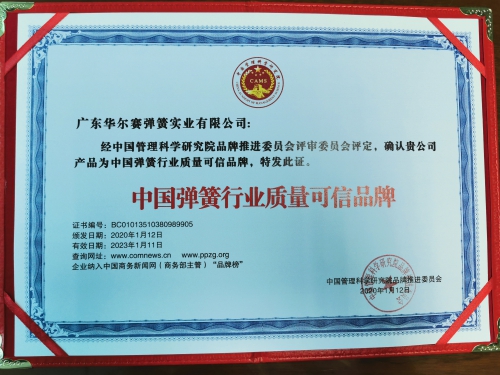 CAMS
广东华尔赛弹簧实业有限公司：
经中国管理科学研究院品牌推进委员会评审委员会评定，确认贵公司
产品为中国弹簧行业质量可信品牌，特发此证。
中国弹簧行业质量可信品牌
证书编号：BC01013510380989905
颁发日期：2020年1月12日
有效日期：2023年1月11日
查询网址：www.comnews.cn www.ppzg.org
企业纳入中国商务新闻网（商务部主管）“品牌榜”
中国管理科学研究院品牌推进委员会
2020年1月12日